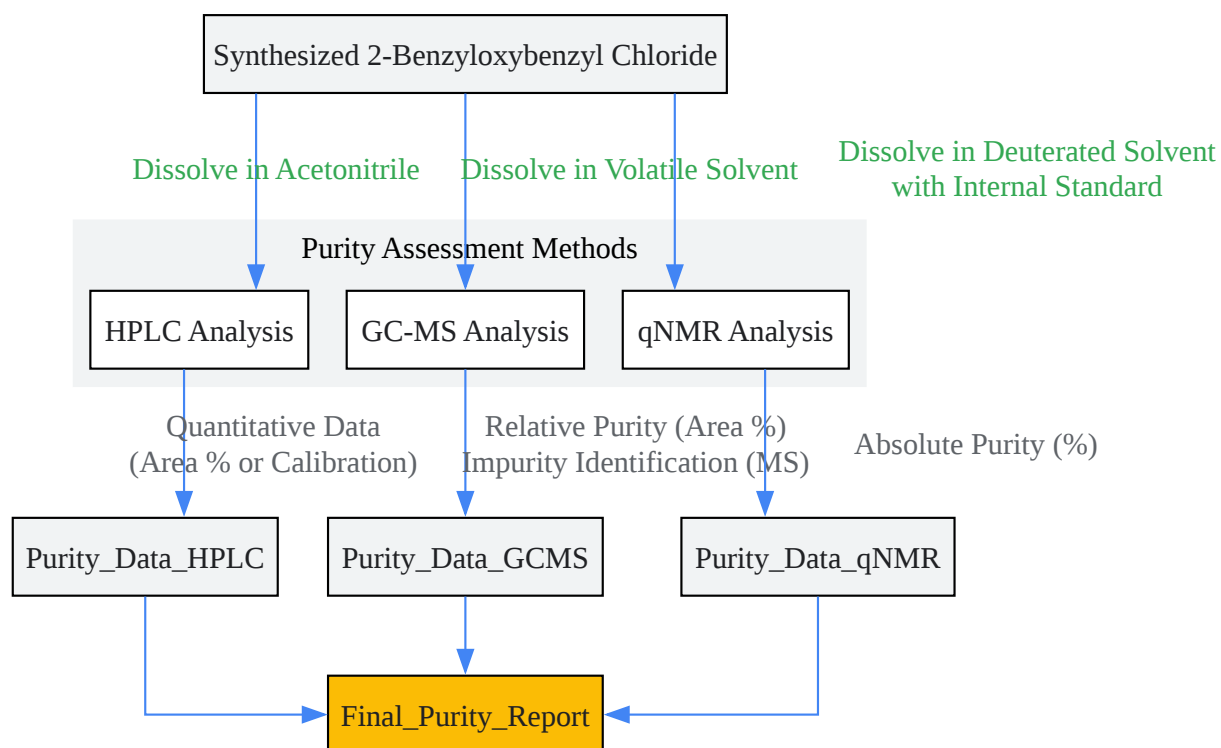 Synthesized 2-Benzyloxybenzyl Chloride
Dissolve in Acetonitrile
Dissolve in Volatile Solvent
Dissolve in Deuterated Solvent
with Internal Standard
Purity Assessment Methods
HPLC Analysis
GC-MS Analysis
qNMR Analysis
Quantitative Data
(Area % or Calibration)
Relative Purity (Area %)
Impurity Identification (MS)
Absolute Purity (%)
Purity_Data_HPLC
Purity_Data_GCMS
Purity_Data_qNMR
Final_Purity_Report